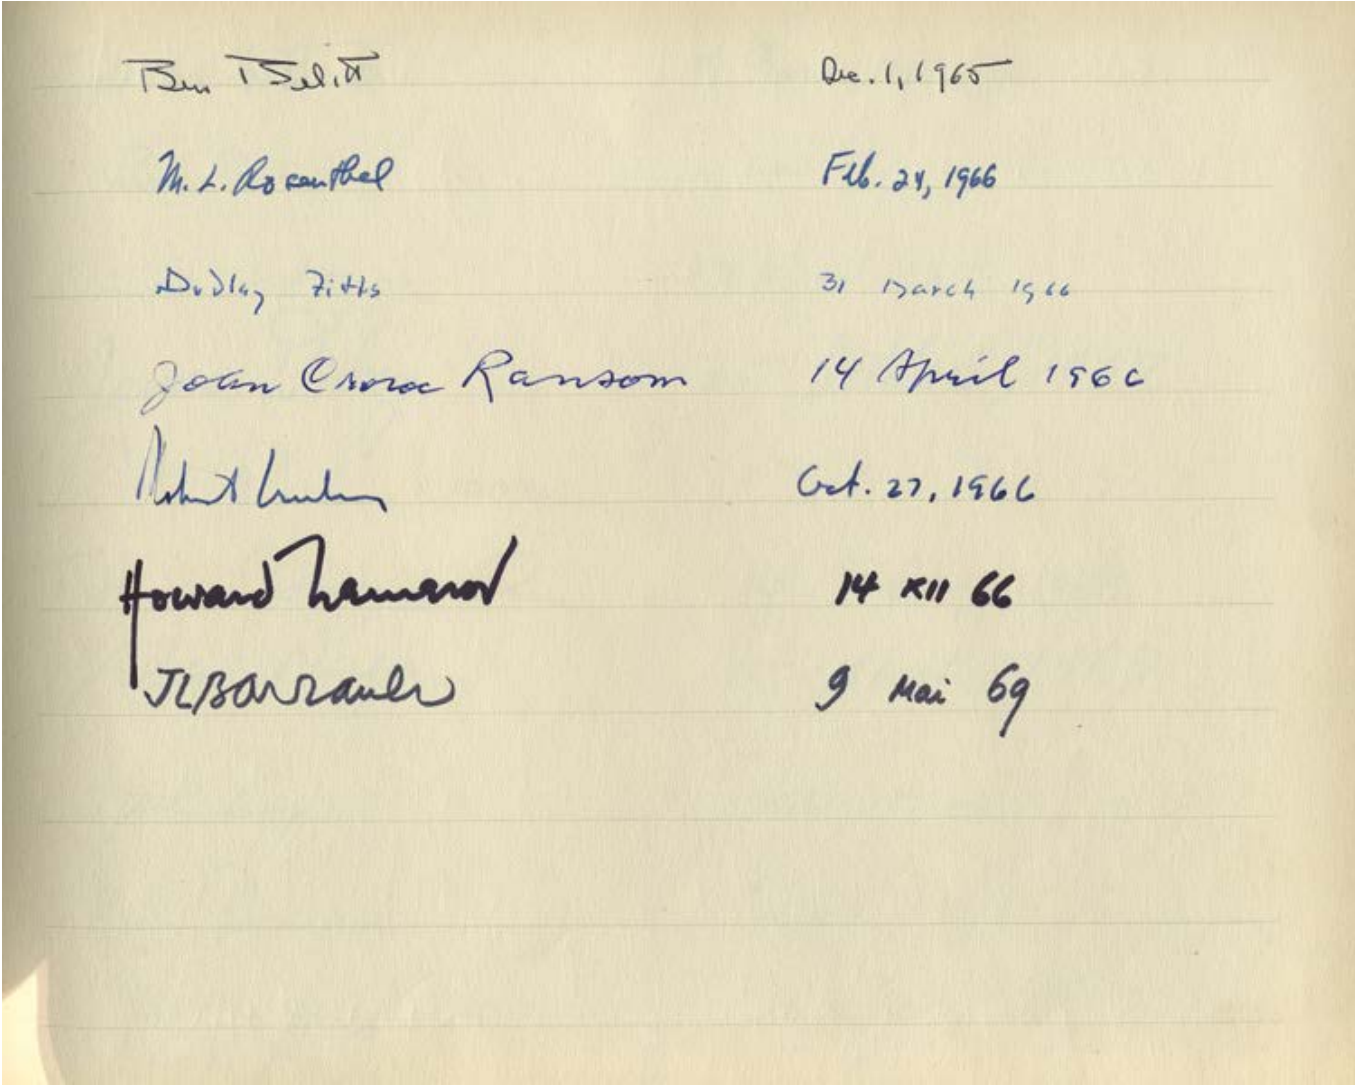 Ben Belitt Dec. 1, 1965
M. L. Rosenthal Feb. 24, 1966
Dudley Fitts 31 March 1966
John Crowe Ransom 14 April 1966
Robert Oct. 27, 1966
Howard Nemerov 14 XII 66
JLBarrault 9 Mai 69